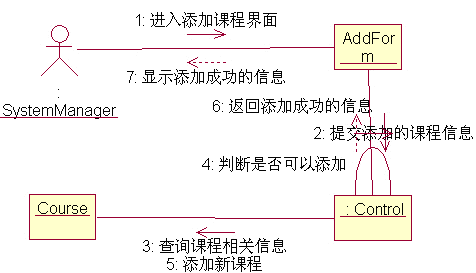 1: 进入添加课程界面
AddFor
m
7: 显示添加成功的信息
:
SystemManager
6: 返回添加成功的信息
2: 提交添加的课程信息
4: 判断是否可以添加
Course
: Control
3: 查询课程相关信息
5: 添加新课程